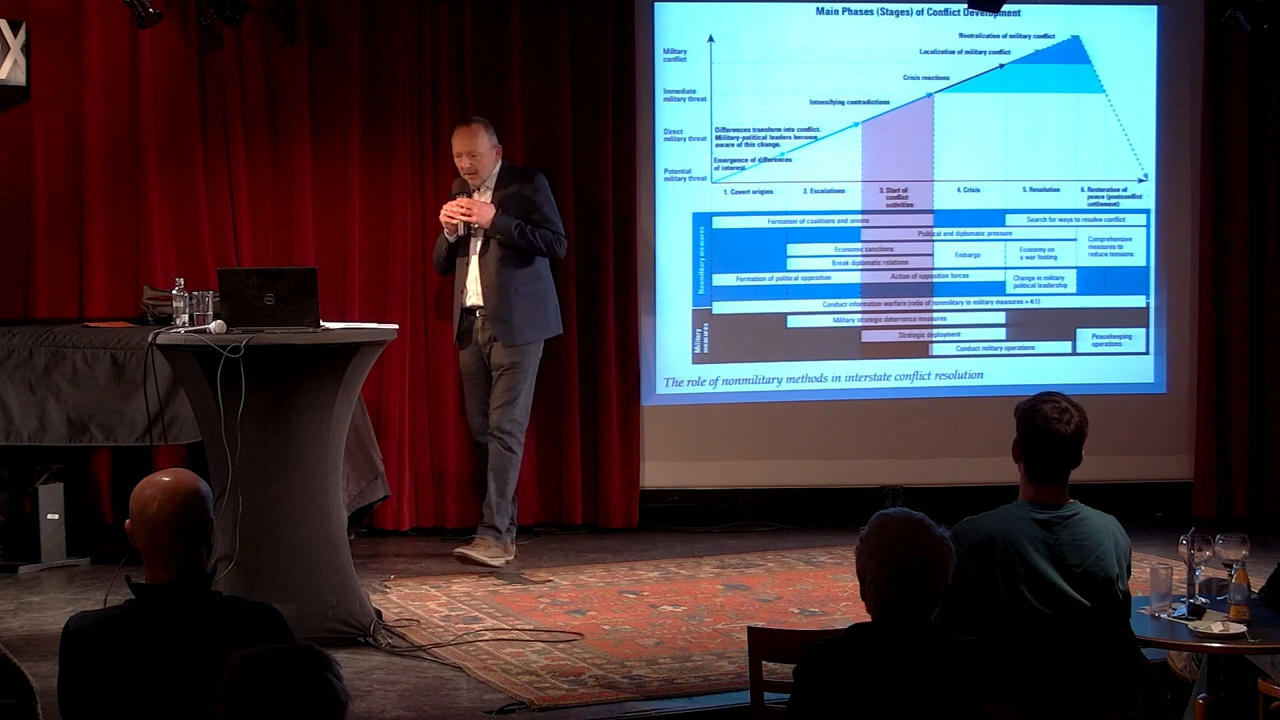 X
Main Phases (Stages) of Conflict Development
Neutralization of military conflict
Military
conflict
Localization of military conflict
Crisis reactions
Immediate
military threat
Intensifying contradictions
Direct
military threat
Differences transform into conflict.
Military-political leaders become
aware of this change.
Potential
military threat
Emergence of differences
of interest
1. Covert origins
2. Escalations
3. Start of
conflict
activities
4. Crisis
5. Resolution
6. Restoration of
peace (postconflict
settlement)
Nonmilitary measures
Formation of coalitions and unions
Search for ways to resolve conflict
Political and diplomatic pressure
Economic sanctions
Break diplomatic relations
Embargo
Economy on
a war footing
Comprehensive
measures to
reduce tensions
Formation of political opposition
Action of opposition forces
Change in military
political leadership
Conduct information warfare (ratio of nonmilitary to military measures = 4:1)
Military
measures
Military strategic deterrence measures
Strategic deployment
Conduct military operations
Peacekeeping
operations
The role of nonmilitary methods in interstate conflict resolution
DELL